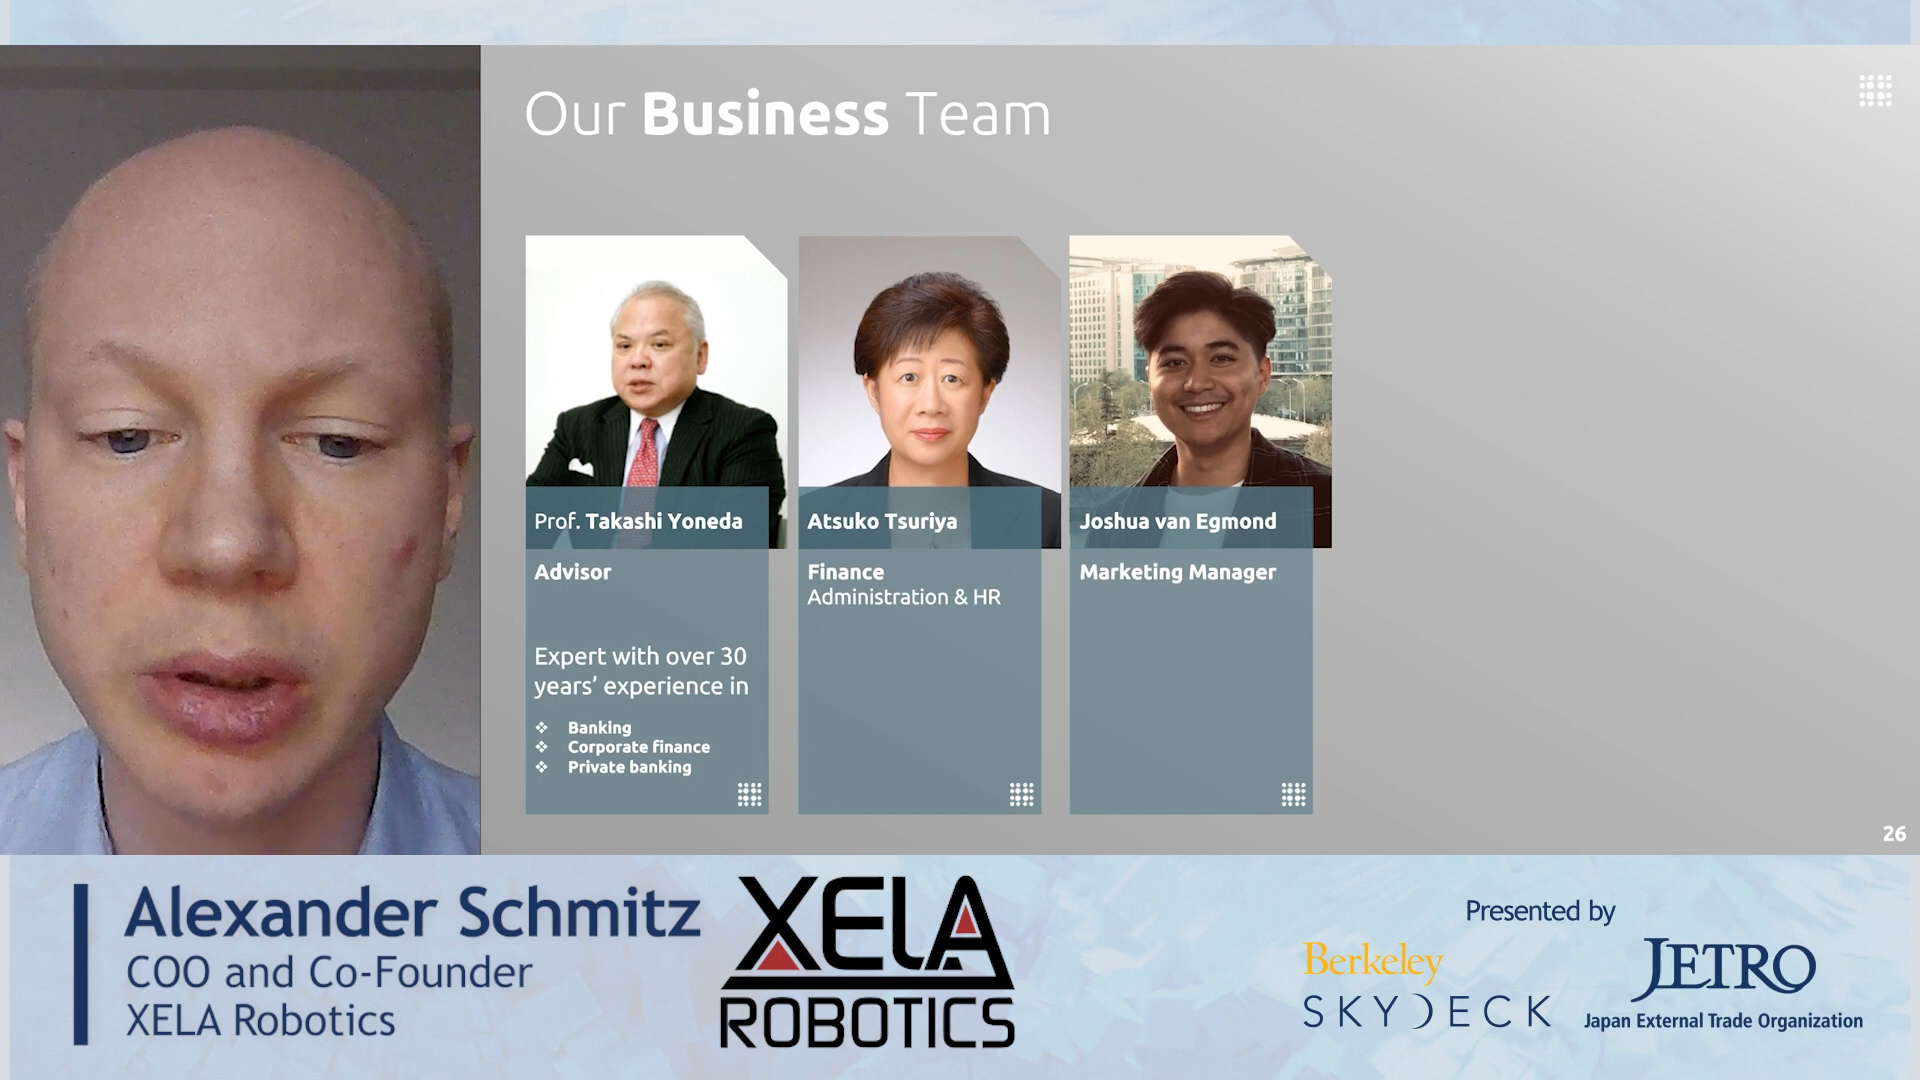 Our Business Team
Prof. Takashi Yoneda
Advisor
Expert with over 30
years’ experience in
❖ Banking
❖ Corporate finance
❖ Private banking
Atsuko Tsuriya
Finance
Administration & HR
Joshua van Egmond
Marketing Manager
26
Alexander Schmitz
COO and Co-Founder
XELA Robotics
XELA
ROBOTICS
Presented by
Berkeley
SKYDECK
JETRO
Japan External Trade Organization